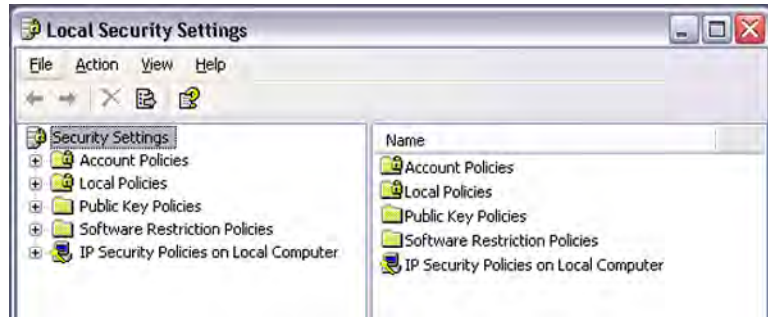 Local Security Settings
File Action View Help
Security Settings
Account Policies
Local Policies
Public Key Policies
Software Restriction Policies
IP Security Policies on Local Computer
Name
Account Policies
Local Policies
Public Key Policies
Software Restriction Policies
IP Security Policies on Local Computer